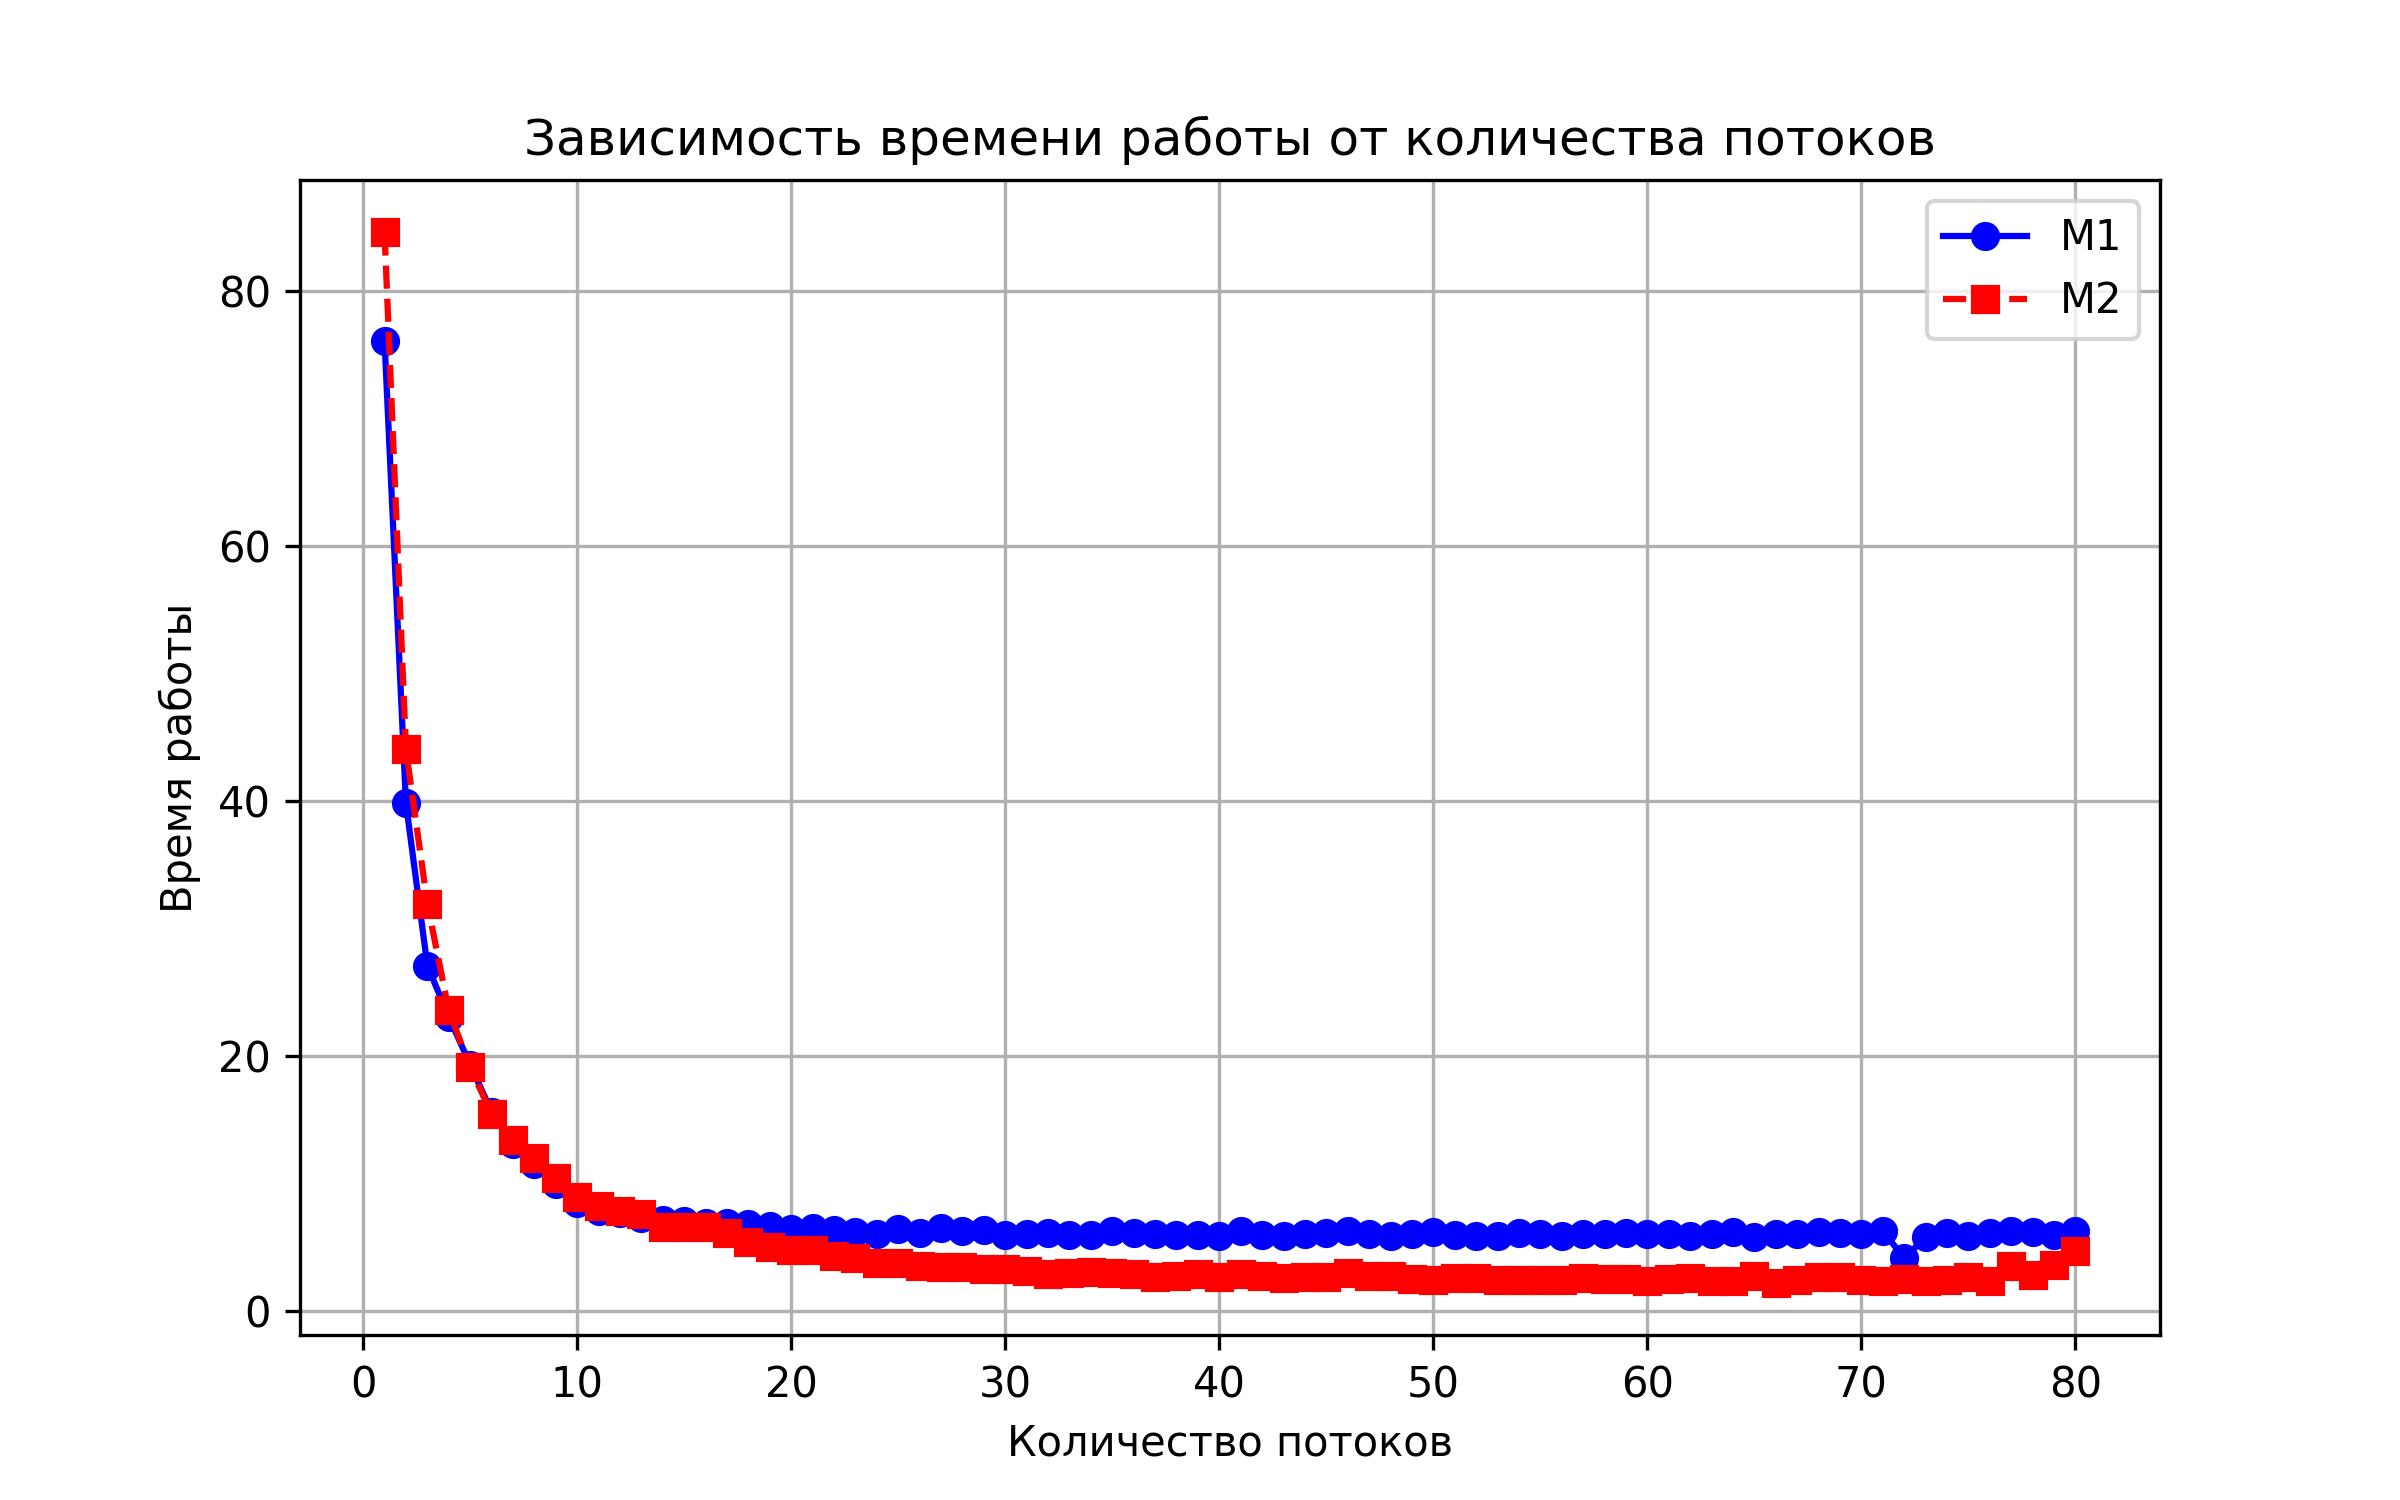 Зависимость времени работы от количества потоков
M1
M2
80
60
40
20
0
Время работы
0 10 20 30 40 50 60 70 80
Количество потоков